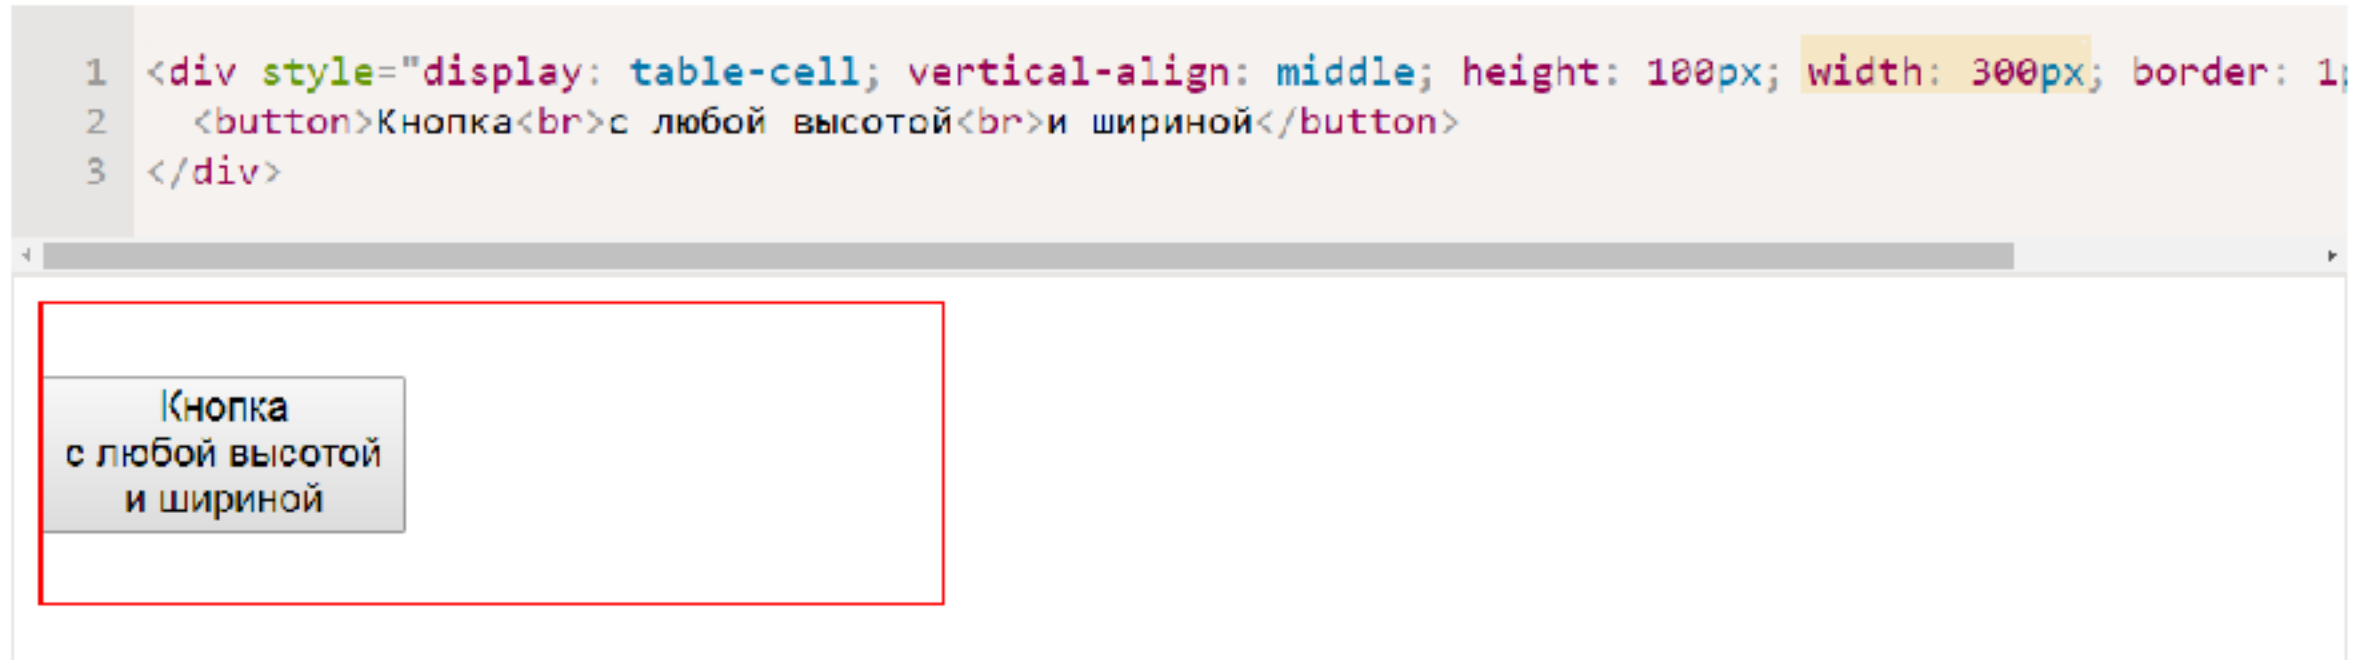 1 <div style="display: table-cell; vertical-align: middle; height: 100px; width: 300px; border: 1
2 <button>Кнопка<br>с любой высотой<br>и шириной</button>
3 </div>
Кнопка
с любой высотой
и шириной